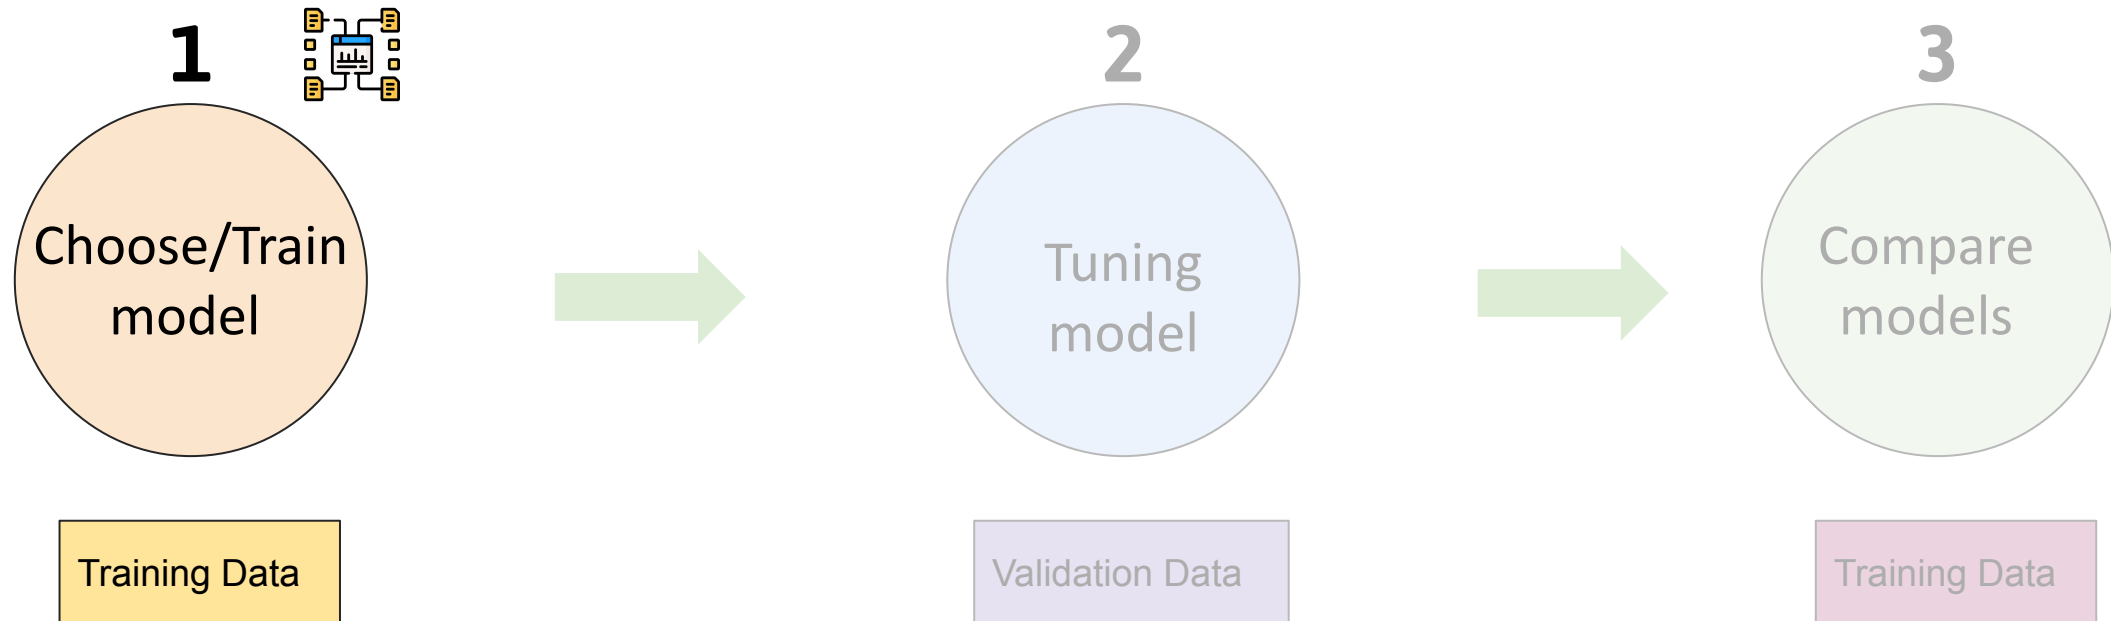 1
2
3
Choose/Train
model
Tuning
model
Compare
models
Training Data
Validation Data
Training Data